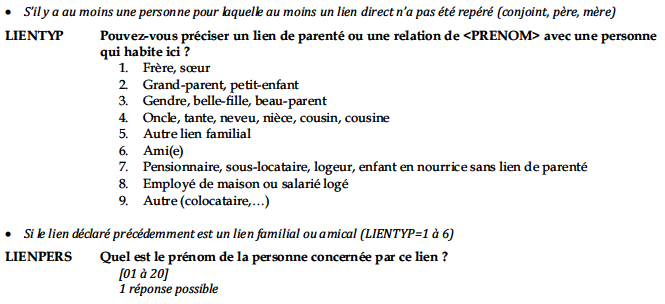 • S'il y a au moins une personne pour laquelle au moins un lien direct n'a pas été repéré (conjoint, père, mère)
LIENTYP Pouvez-vous préciser un lien de parenté ou une relation de <PRENOM> avec une personne
qui habite ici ?
1. Frère, sœur
2. Grand-parent, petit-enfant
3. Gendre, belle-fille, beau-parent
4. Oncle, tante, neveu, nièce, cousin, cousine
5. Autre lien familial
6. Ami(e)
7. Pensionnaire, sous-locataire, logeur, enfant en nourrice sans lien de parenté
8. Employé de maison ou salarié logé
9. Autre (colocataire,…)
• Si le lien déclaré précédemment est un lien familial ou amical (LIENTYP=1 à 6)
LIENPERS Quel est le prénom de la personne concernée par ce lien ?
[01 à 20]
1 réponse possible